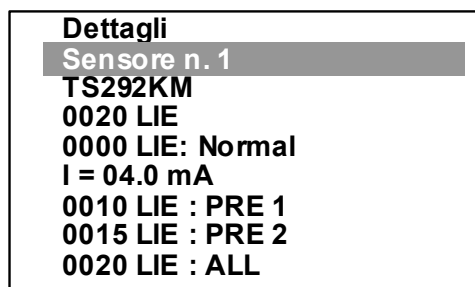 Dettagli
Sensore n. 1
TS292KM
0020 LIE
0000 LIE: Normal
I = 04.0 mA
0010 LIE : PRE 1
0015 LIE : PRE 2
0020 LIE : ALL